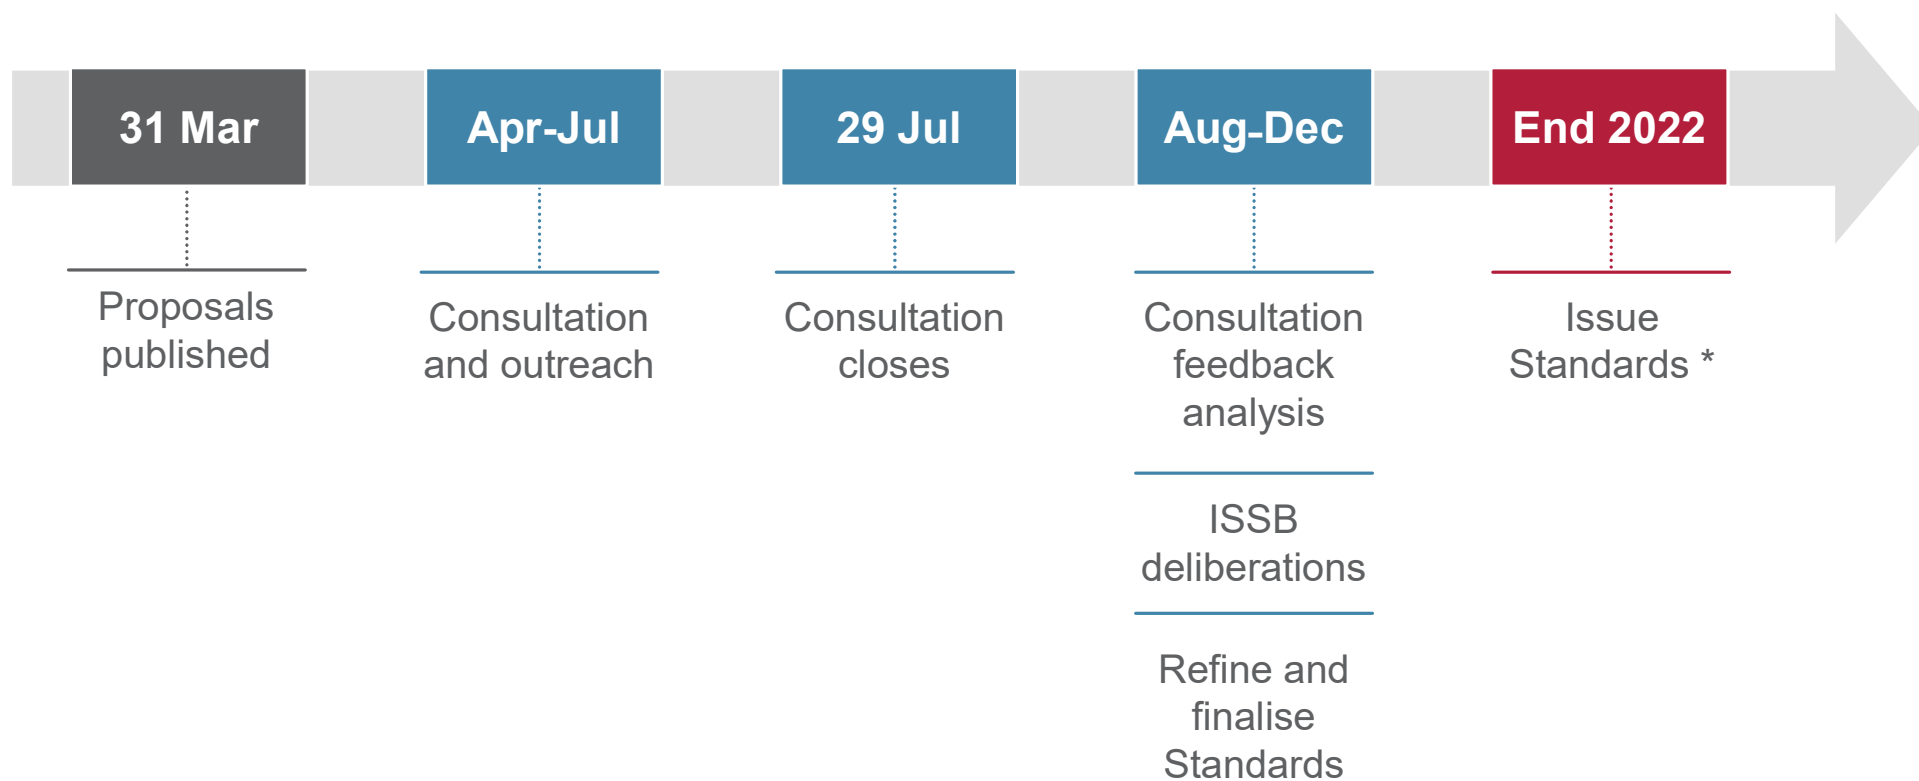 31 Mar
Apr-Jul
29 Jul
Aug-Dec
End 2022
Proposals
published
Consultation
and outreach
Consultation
closes
Consultation
feedback
analysis
ISSB
deliberations
Refine and
finalise
Standards
Issue
Standards *